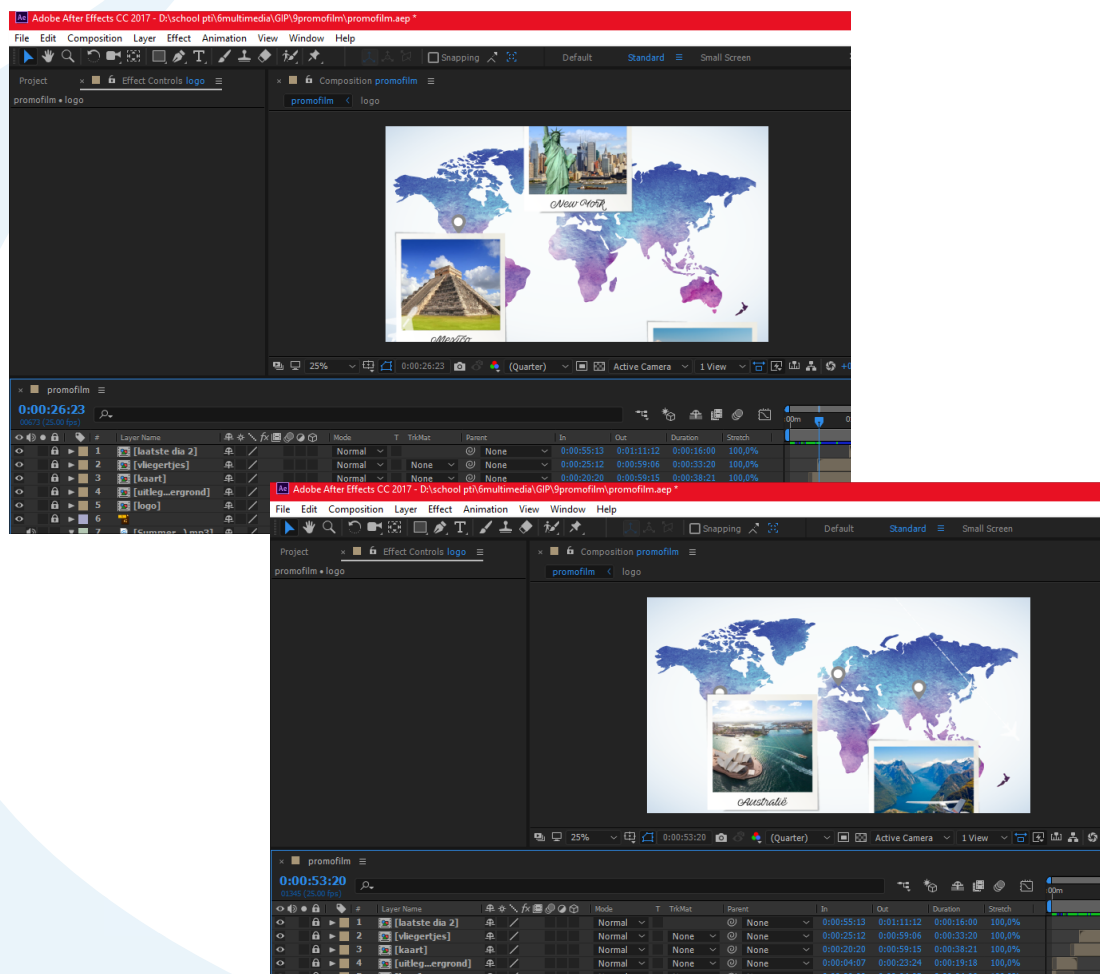 Ae Adobe After Effects CC 2017 - D:\school pti\6multimedia\GIP\9promofilm\promofilm.aep *
File Edit Composition Layer Effect Animation View Window Help
Snapping Default Standard Small Screen
Project Effect Controls logo Composition promofilm
promofilm • logo promofilm logo
New York
Mexico
25% 0:00:26:23 (Quarter) Active Camera 1 View
promofilm
0:00:26:23
00673 (25.00 fps) 00m
# Layer Name Mode T TrkMat Parent In Out Duration Stretch
1 [laatste dia 2] Normal None 0:00:55:13 0:01:11:12 0:00:16:00 100,0%
2 [vliegertjes] Normal None None 0:00:25:12 0:00:59:06 0:00:33:20 100,0%
3 [kaart] Normal None None 0:00:20:20 0:00:59:15 0:00:38:21 100,0%
4 [uitleg...ergrond]
5 [logo]
6
7 [Summer...).mp3]
Ae Adobe After Effects CC 2017 - D:\school pti\6multimedia\GIP\9promofilm\promofilm.aep *
File Edit Composition Layer Effect Animation View Window Help
Snapping Default Standard Small Screen
Project Effect Controls logo Composition promofilm
promofilm • logo promofilm logo
Australië
25% 0:00:53:20 (Quarter) Active Camera 1 View
promofilm
0:00:53:20
01345 (25.00 fps) 00m
# Layer Name Mode T TrkMat Parent In Out Duration Stretch
1 [laatste dia 2] Normal None 0:00:55:13 0:01:11:12 0:00:16:00 100,0%
2 [vliegertjes] Normal None None 0:00:25:12 0:00:59:06 0:00:33:20 100,0%
3 [kaart] Normal None None 0:00:20:20 0:00:59:15 0:00:38:21 100,0%
4 [uitleg...ergrond] Normal None None 0:00:04:07 0:00:23:24 0:00:19:18 100,0%